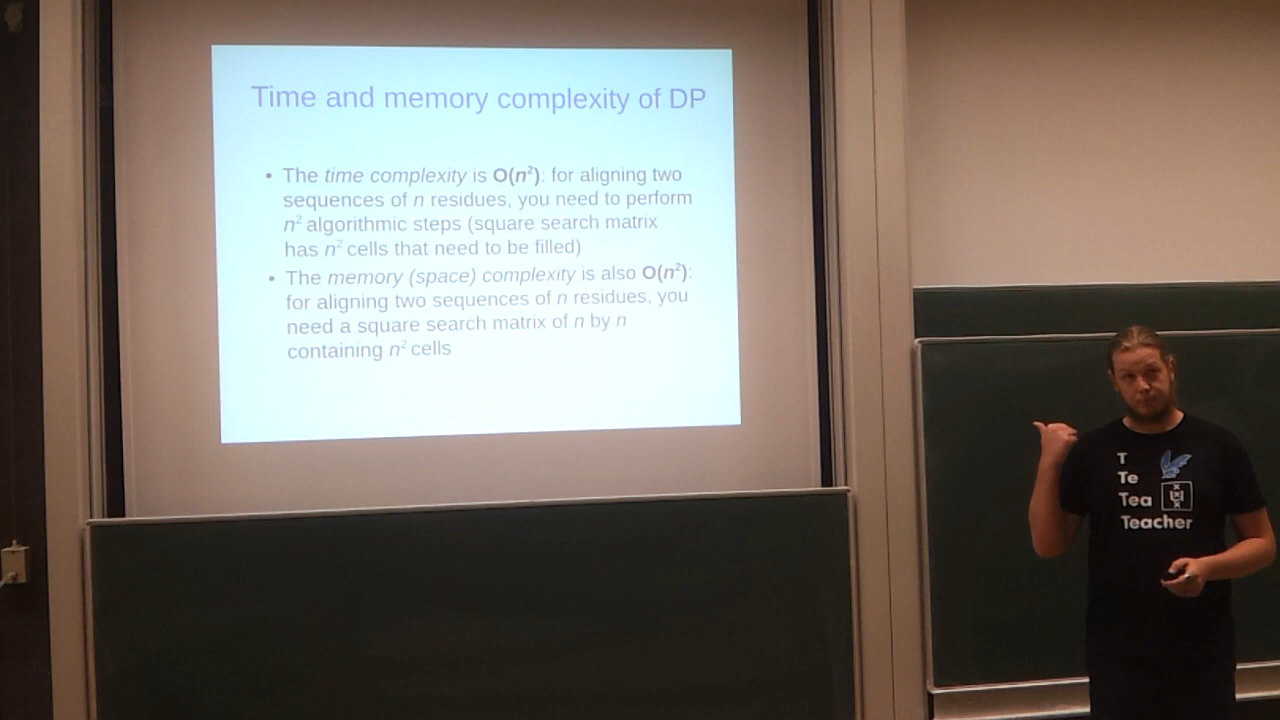 Time and memory complexity of DP
• The time complexity is O(n²): for aligning two
sequences of n residues, you need to perform
n² algorithmic steps (square search matrix
has n² cells that need to be filled)
• The memory (space) complexity is also O(n²):
for aligning two sequences of n residues, you
need a square search matrix of n by n
containing n² cells
T
Te
Tea
Teacher